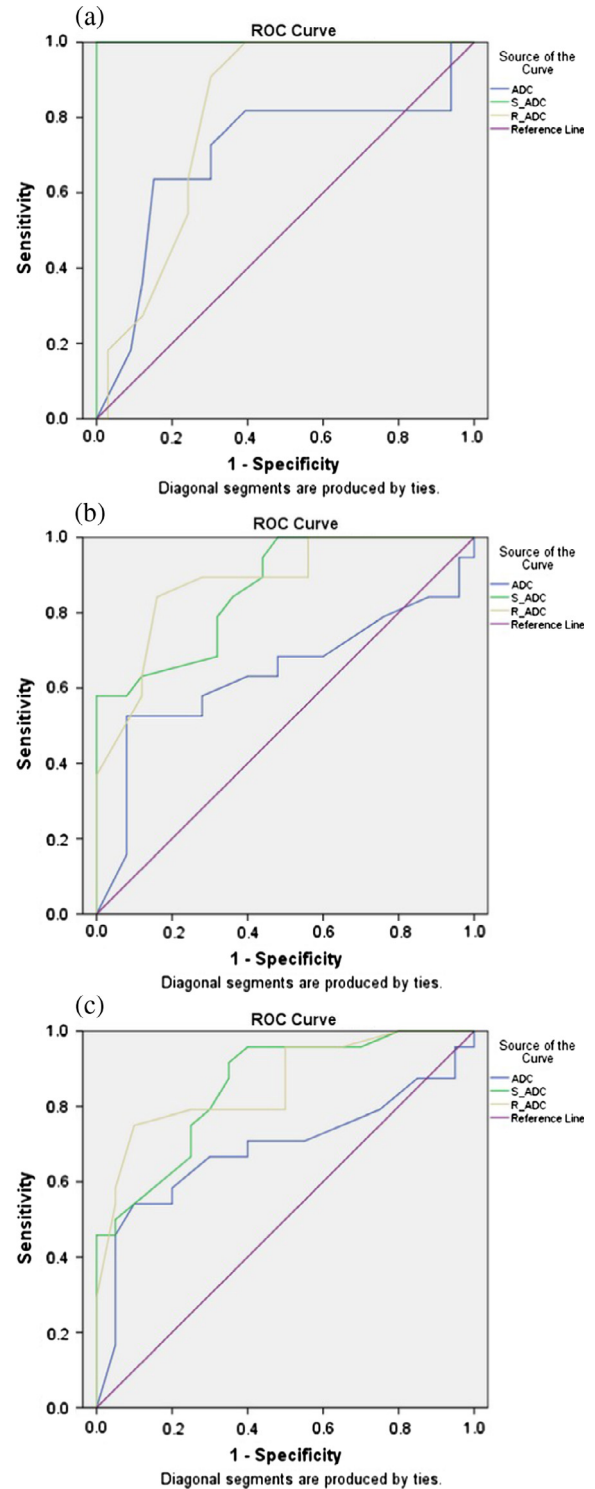 (a)
ROC Curve
Sensitivity
1.0
0.8
0.6
0.4
0.2
0.0
0.0 0.2 0.4 0.6 0.8 1.0
1 - Specificity
Diagonal segments are produced by ties.
Source of the
Curve
ADC
S_ADC
R_ADC
Reference Line
(b)
ROC Curve
Sensitivity
1.0
0.8
0.6
0.4
0.2
0.0
0.0 0.2 0.4 0.6 0.8 1.0
1 - Specificity
Diagonal segments are produced by ties.
Source of the
Curve
ADC
S_ADC
R_ADC
Reference Line
(c)
ROC Curve
Sensitivity
1.0
0.8
0.6
0.4
0.2
0.0
0.0 0.2 0.4 0.6 0.8 1.0
1 - Specificity
Diagonal segments are produced by ties.
Source of the
Curve
ADC
S_ADC
R_ADC
Reference Line